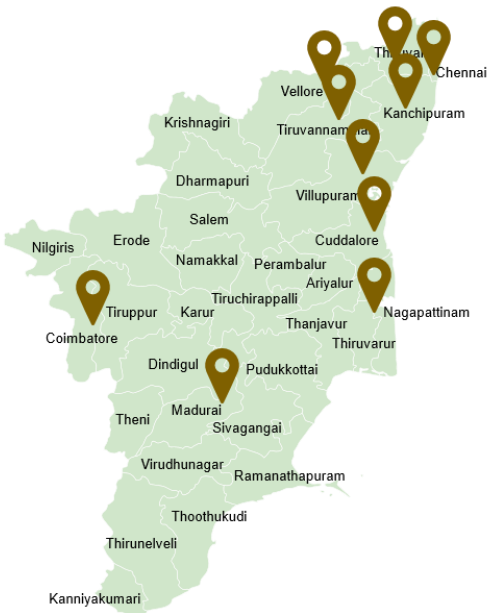 Chennai
Vellore
Kanchipuram
Krishnagiri
Dharmapuri
Villupuram
Salem
Erode
Cuddalore
Nilgiris
Namakkal
Perambalur
Ariyalur
Tiruchirappalli
Tiruppur
Karur
Nagapattinam
Thanjavur
Coimbatore
Thiruvarur
Dindigul
Pudukkottai
Madurai
Theni
Sivagangai
Virudhunagar
Ramanathapuram
Thoothukudi
Thirunelveli
Kanniyakumari